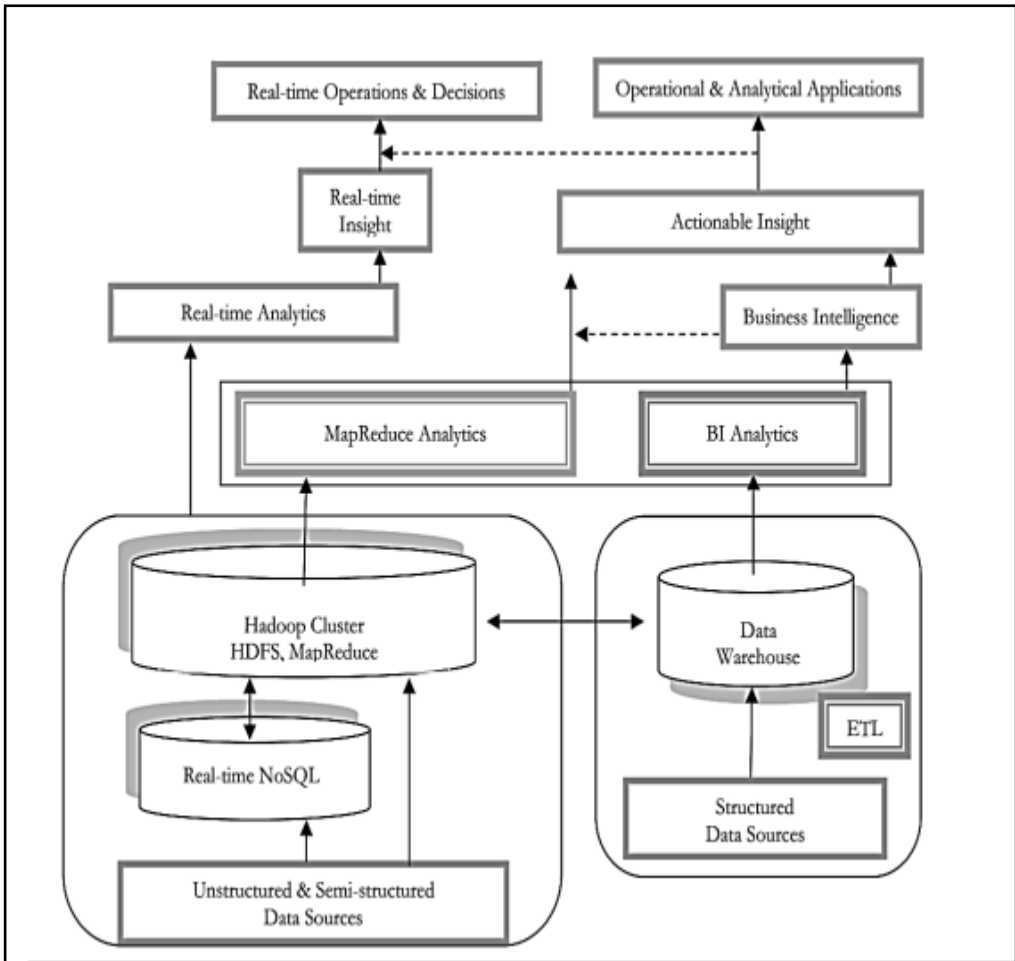 Real-time Operations & Decisions
Operational & Analytical Applications
Real-time
Insight
Actionable Insight
Real-time Analytics
Business Intelligence
MapReduce Analytics
BI Analytics
Hadoop Cluster
HDFS, MapReduce
Data
Warehouse
ETL
Real-time NoSQL
Structured
Data Sources
Unstructured & Semi-structured
Data Sources